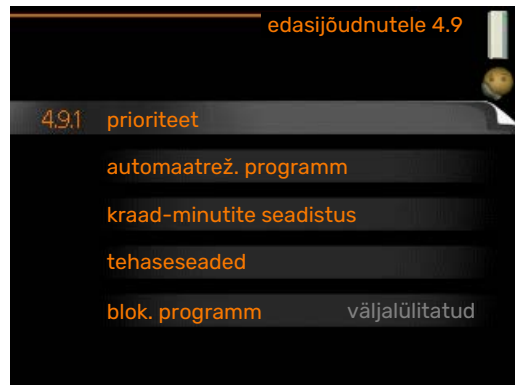 edasijõudnutele 4.9
4.9.1 prioriteet
automaatrež. programm
kraad-minutite seadistus
tehaseseaded
blok. programm väljalülitatud